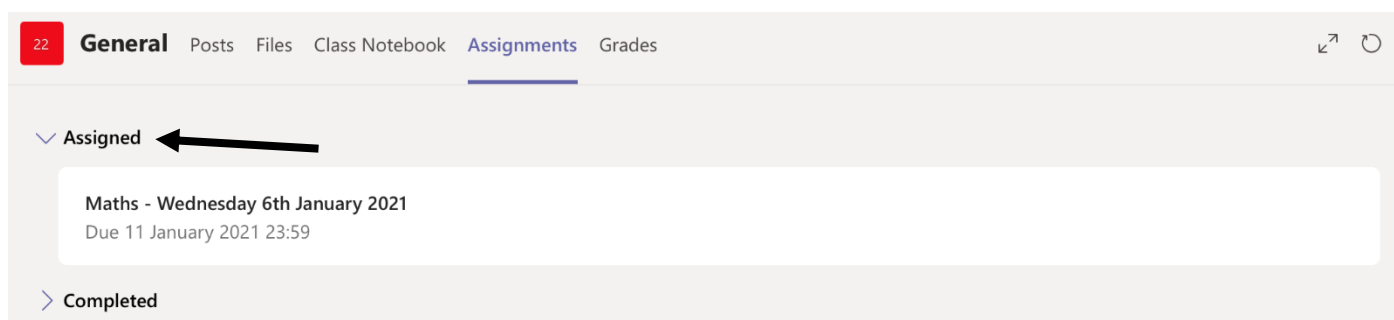 22 General Posts Files Class Notebook Assignments Grades
Assigned
Maths - Wednesday 6th January 2021
Due 11 January 2021 23:59
Completed